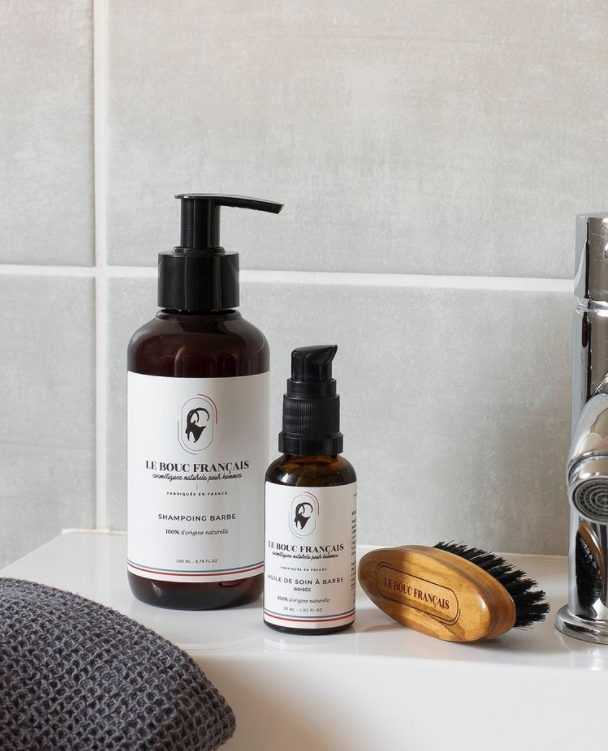 LE BOUC FRANÇAIS
cosmétiques naturels pour hommes
FABRIQUÉS EN FRANCE
SHAMPOING BARBE
100% d'origine naturelle
200 ML - 6.76 FL.OZ
LE BOUC FRANÇAIS
cosmétiques naturels pour hommes
FABRIQUÉS EN FRANCE
HUILE DE SOIN À BARBE
BOISÉE
100% d'origine naturelle
30 ML - 1.01 FL.OZ
LE BOUC FRANÇAIS